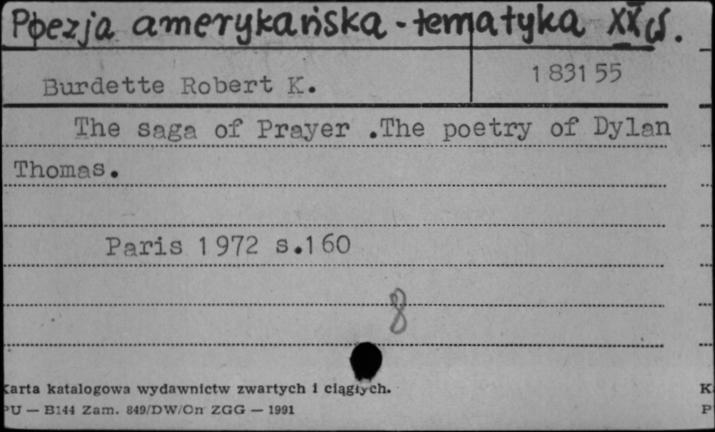 Poezja amerykańska - tematyka XX w.
Burdette Robert K.
183155
The saga of Prayer .The poetry of Dylan
Thomas.
Paris 1972 s.160
8
Karta katalogowa wydawnictw zwartych i ciągłych.
PU — B144 Zam. 849/DW/On ZGG — 1991
K
P